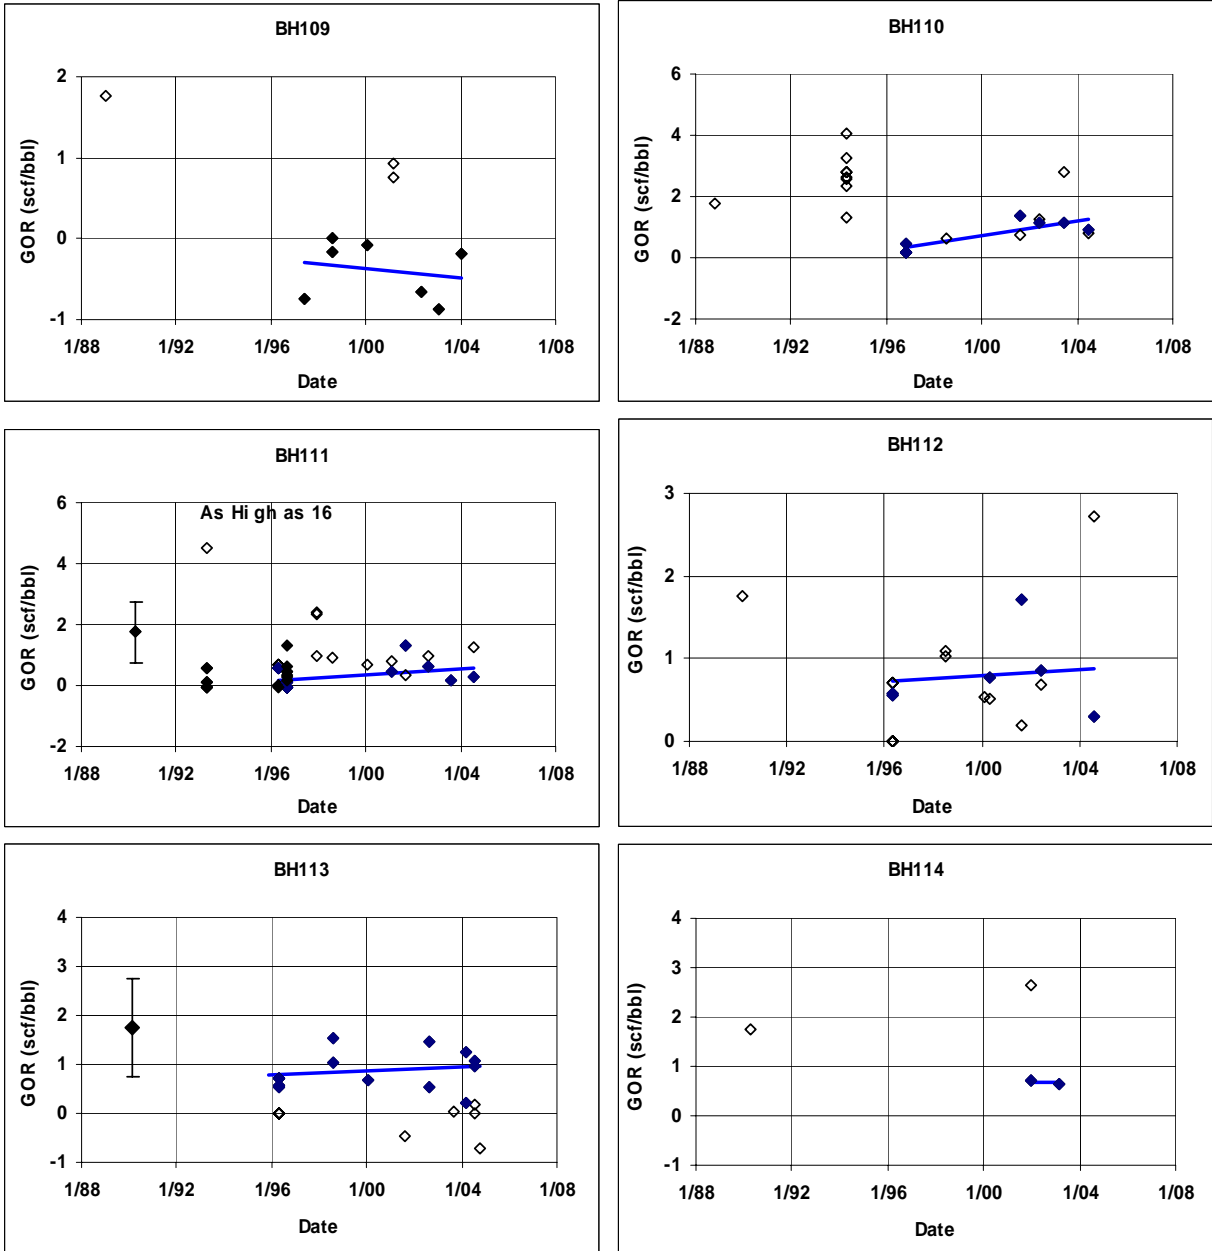 BH109
GOR (scf/bbl)
2
1
0
-1
1/88 1/92 1/96 1/00 1/04 1/08
Date
BH110
GOR (scf/bbl)
6
4
2
0
-2
1/88 1/92 1/96 1/00 1/04 1/08
Date
BH111
As High as 16
GOR (scf/bbl)
6
4
2
0
-2
1/88 1/92 1/96 1/00 1/04 1/08
Date
BH112
GOR (scf/bbl)
3
2
1
0
1/88 1/92 1/96 1/00 1/04 1/08
Date
BH113
GOR (scf/bbl)
4
3
2
1
0
-1
1/88 1/92 1/96 1/00 1/04 1/08
Date
BH114
GOR (scf/bbl)
4
3
2
1
0
-1
1/88 1/92 1/96 1/00 1/04 1/08
Date